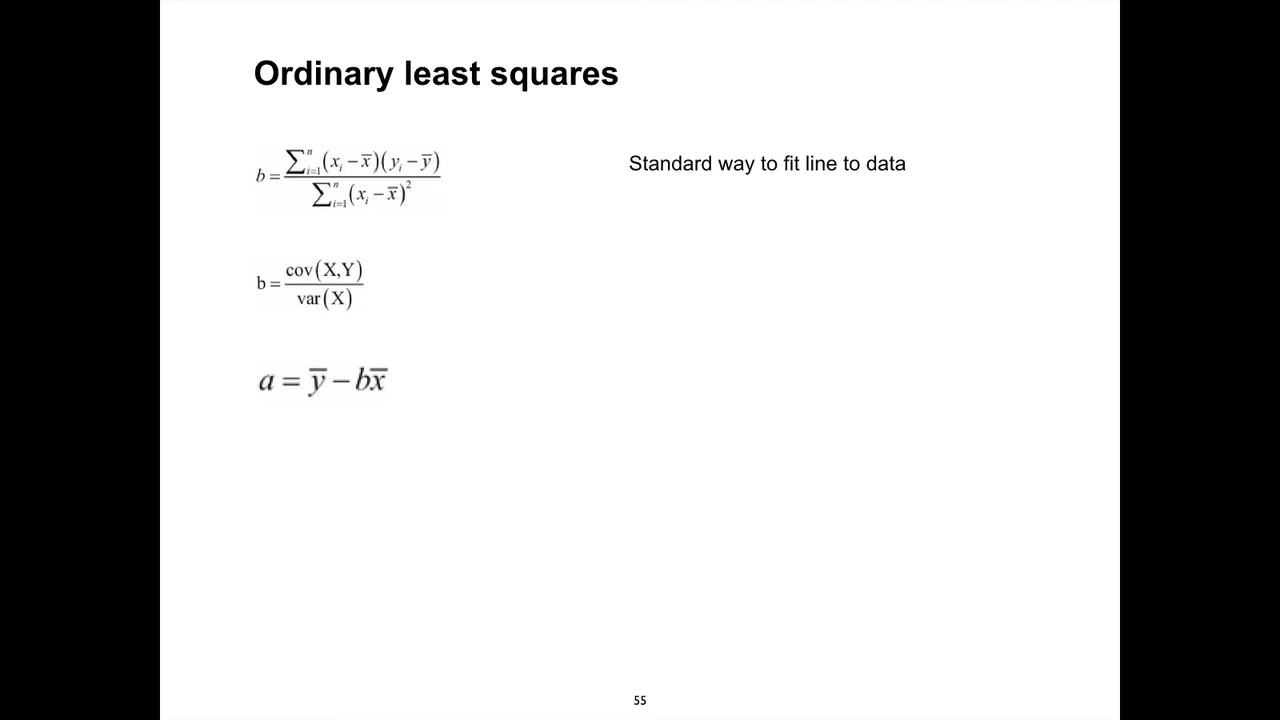 Ordinary least squares
b = ∑ⁿᵢ₌₁(xᵢ − x̅)(yᵢ − y̅) / ∑ⁿᵢ₌₁(xᵢ − x̅)²
Standard way to fit line to data
b = cov(X,Y) / var(X)
a = y̅ − bx̅
55